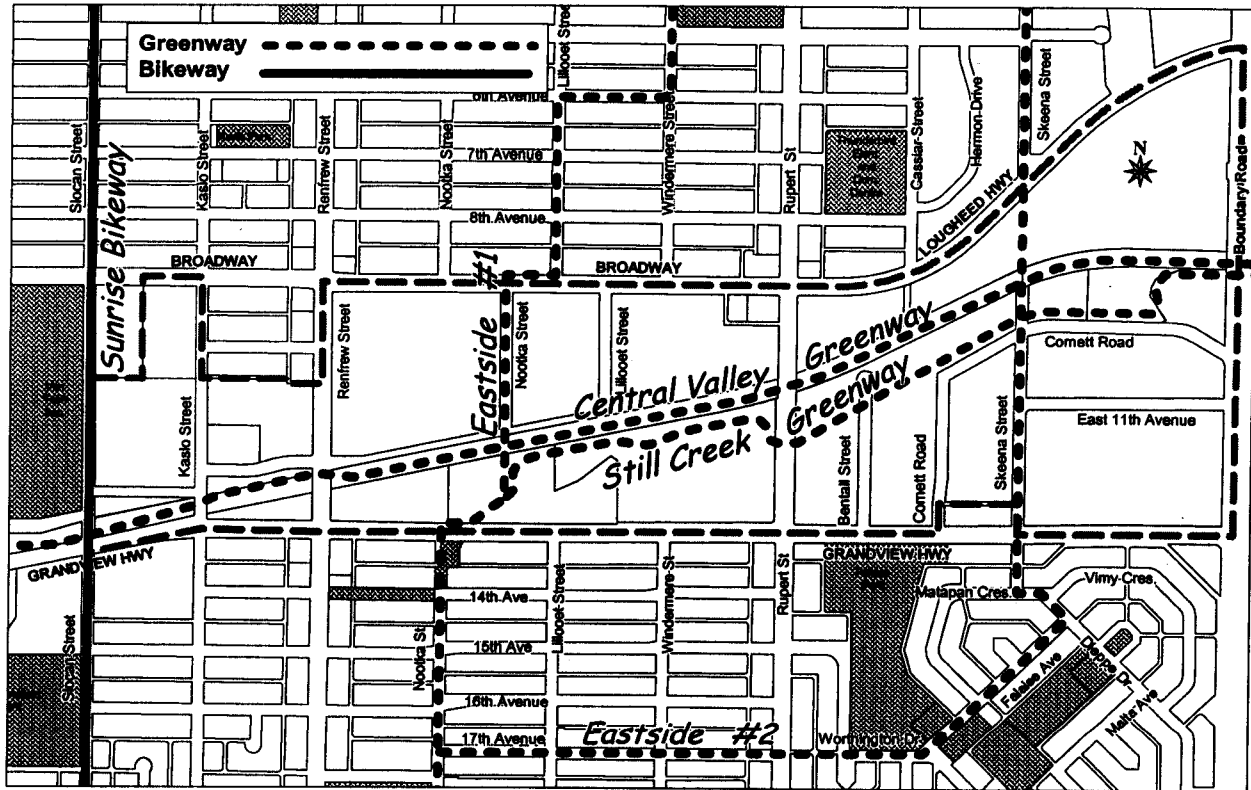 Greenway
Bikeway
Slocan Street
Sunrise Bikeway
Kaslo Street
Renfrew Street
Nootka Street
Lillooet Street
6th Avenue
7th Avenue
8th Avenue
Windermere Street
Rupert St
Cassiar Street
Hermon Drive
Skeena Street
LOUGHEED HWY
N
Boundary Road
BROADWAY
BROADWAY
Eastside #1
Nootka Street
Renfrew Street
Lillooet Street
Kaslo Street
Central Valley Greenway
Still Creek Greenway
Cornett Road
East 11th Avenue
Bentall Street
Cornett Road
Skeena Street
GRANDVIEW HWY
GRANDVIEW HWY
Slocan Street
Nootka St
14th Ave
15th Ave
16th Avenue
17th Avenue
Lillooet Street
Windermere St
Rupert St
Matapan Cres.
Vimy Cres.
Dieppe Dr
Falaise Ave
Malta Ave
Worthington Dr
Eastside #2